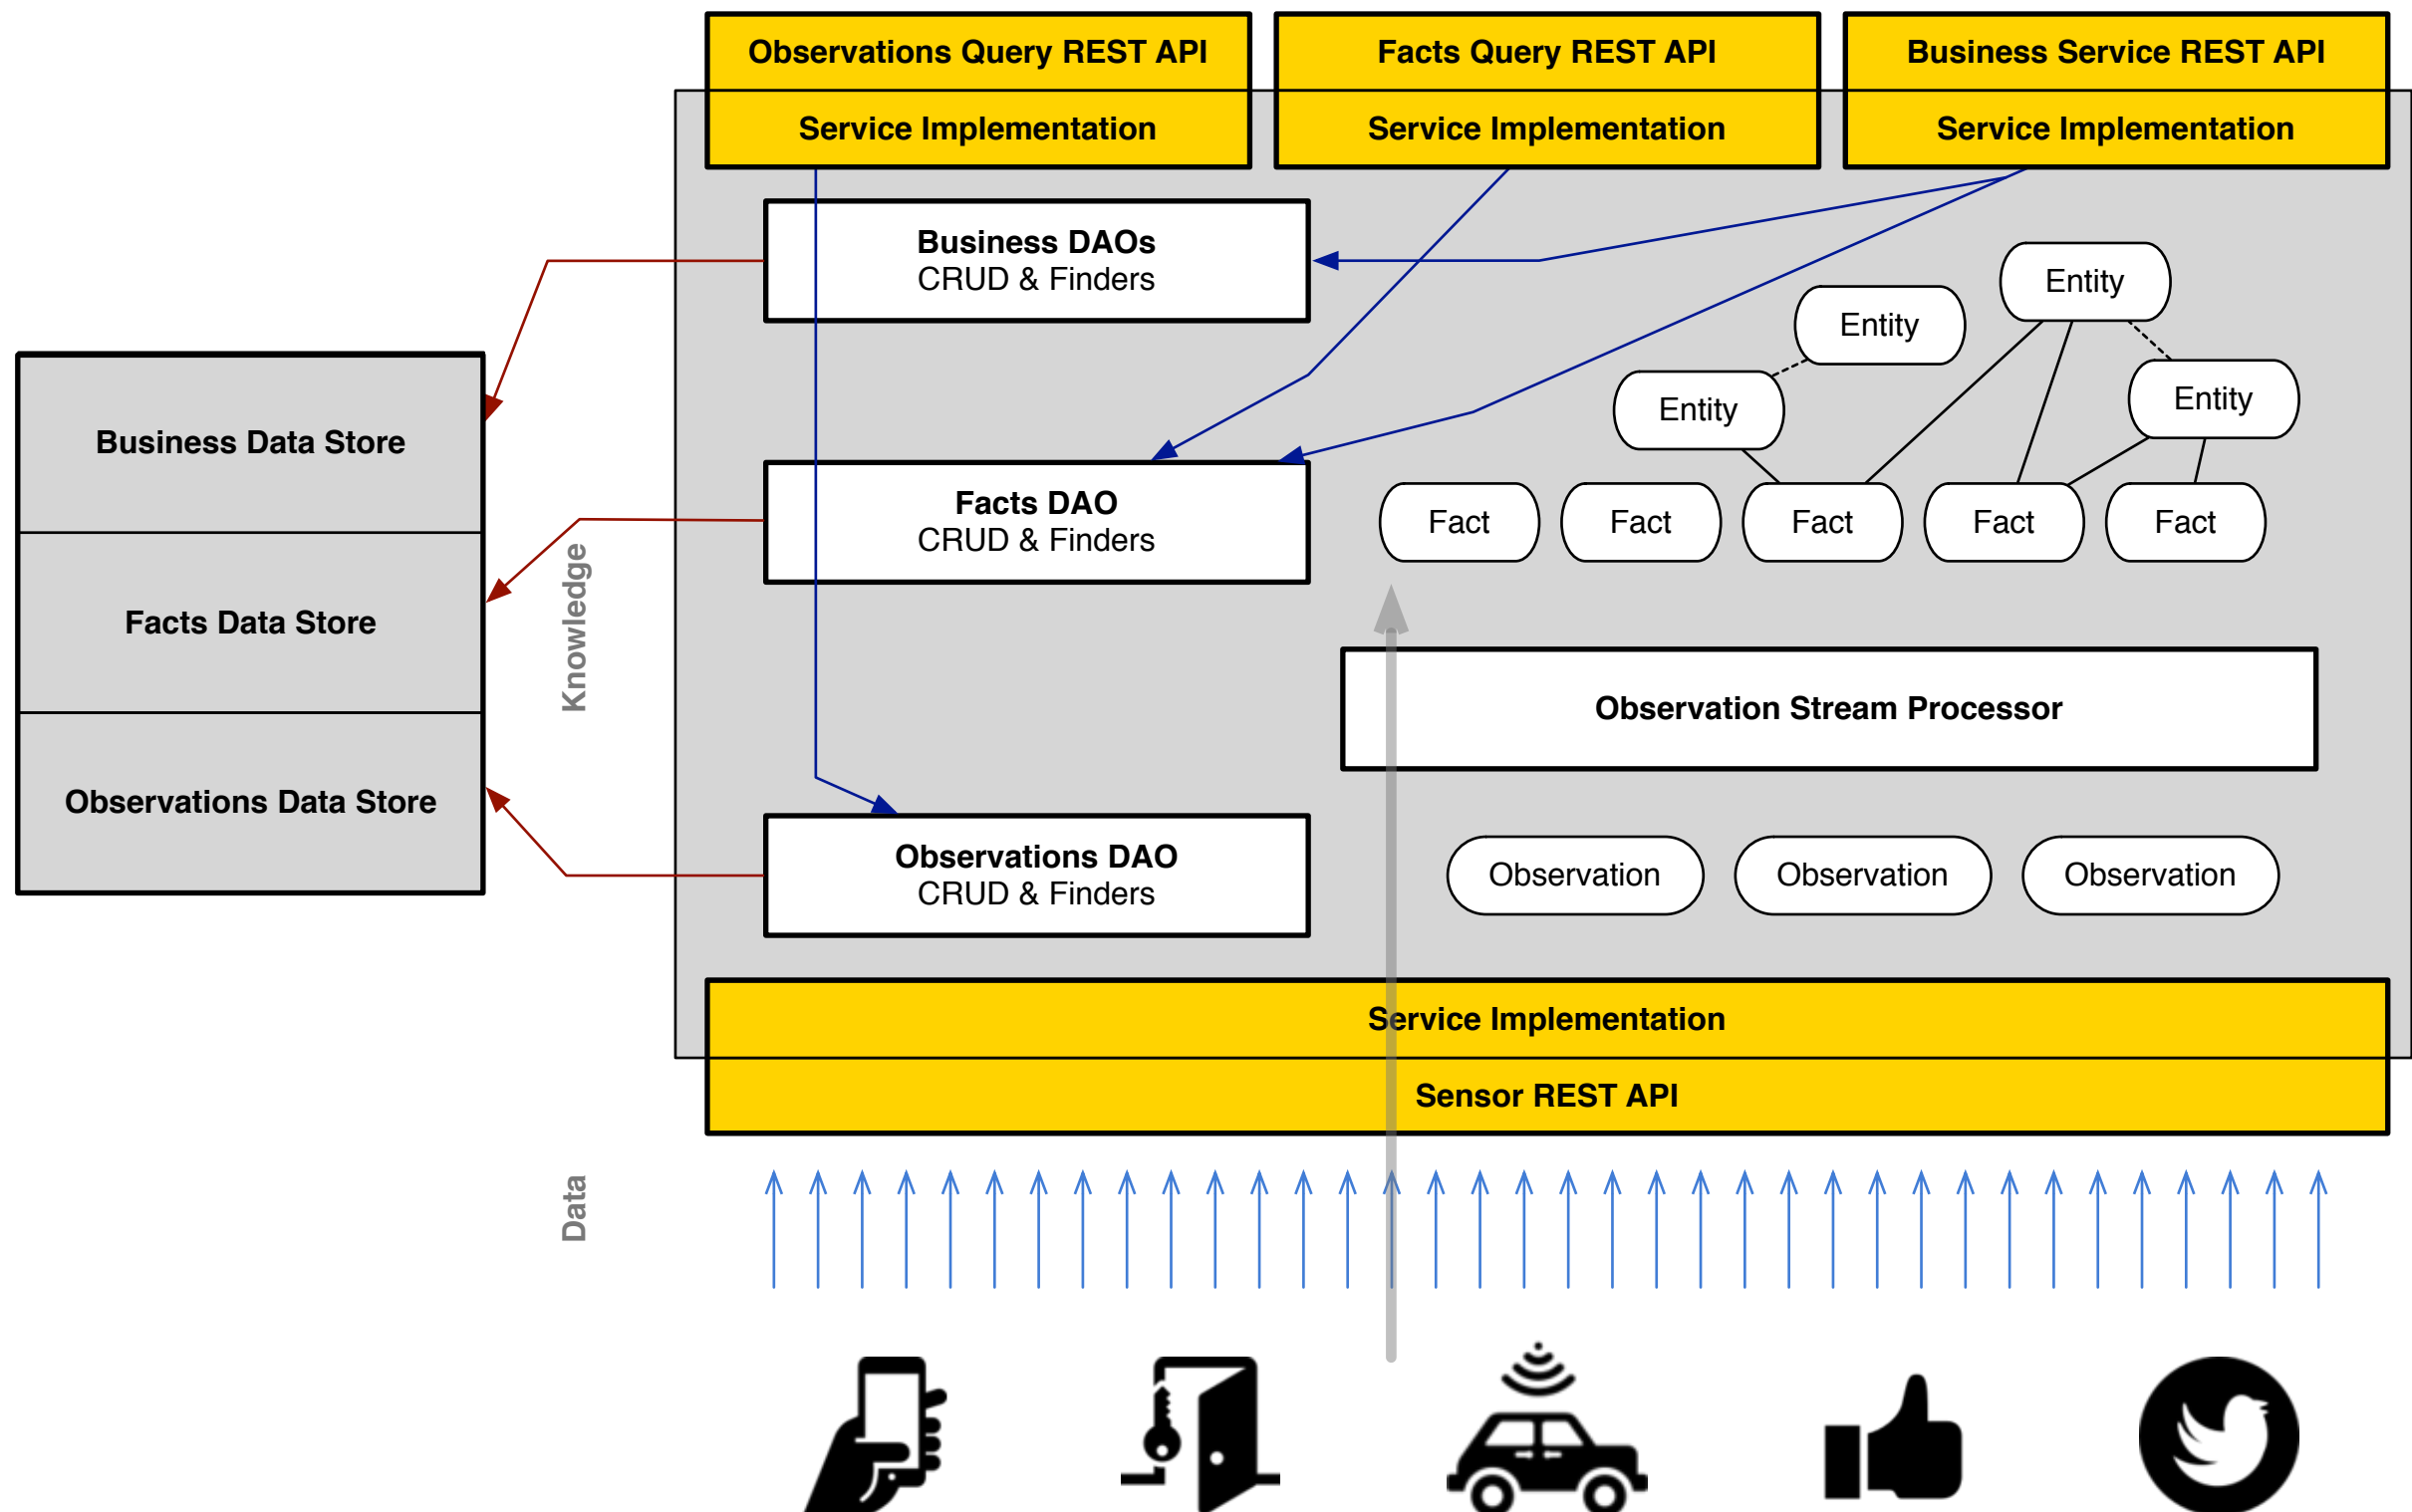 Observations Query REST API
Service Implementation
Facts Query REST API
Service Implementation
Business Service REST API
Service Implementation
Business DAOs
CRUD & Finders
Entity
Entity
Entity
Entity
Business Data Store
Facts Data Store
Observations Data Store
Knowledge
Facts DAO
CRUD & Finders
Fact
Fact
Fact
Fact
Fact
Observation Stream Processor
Observations DAO
CRUD & Finders
Observation
Observation
Observation
Service Implementation
Sensor REST API
Data